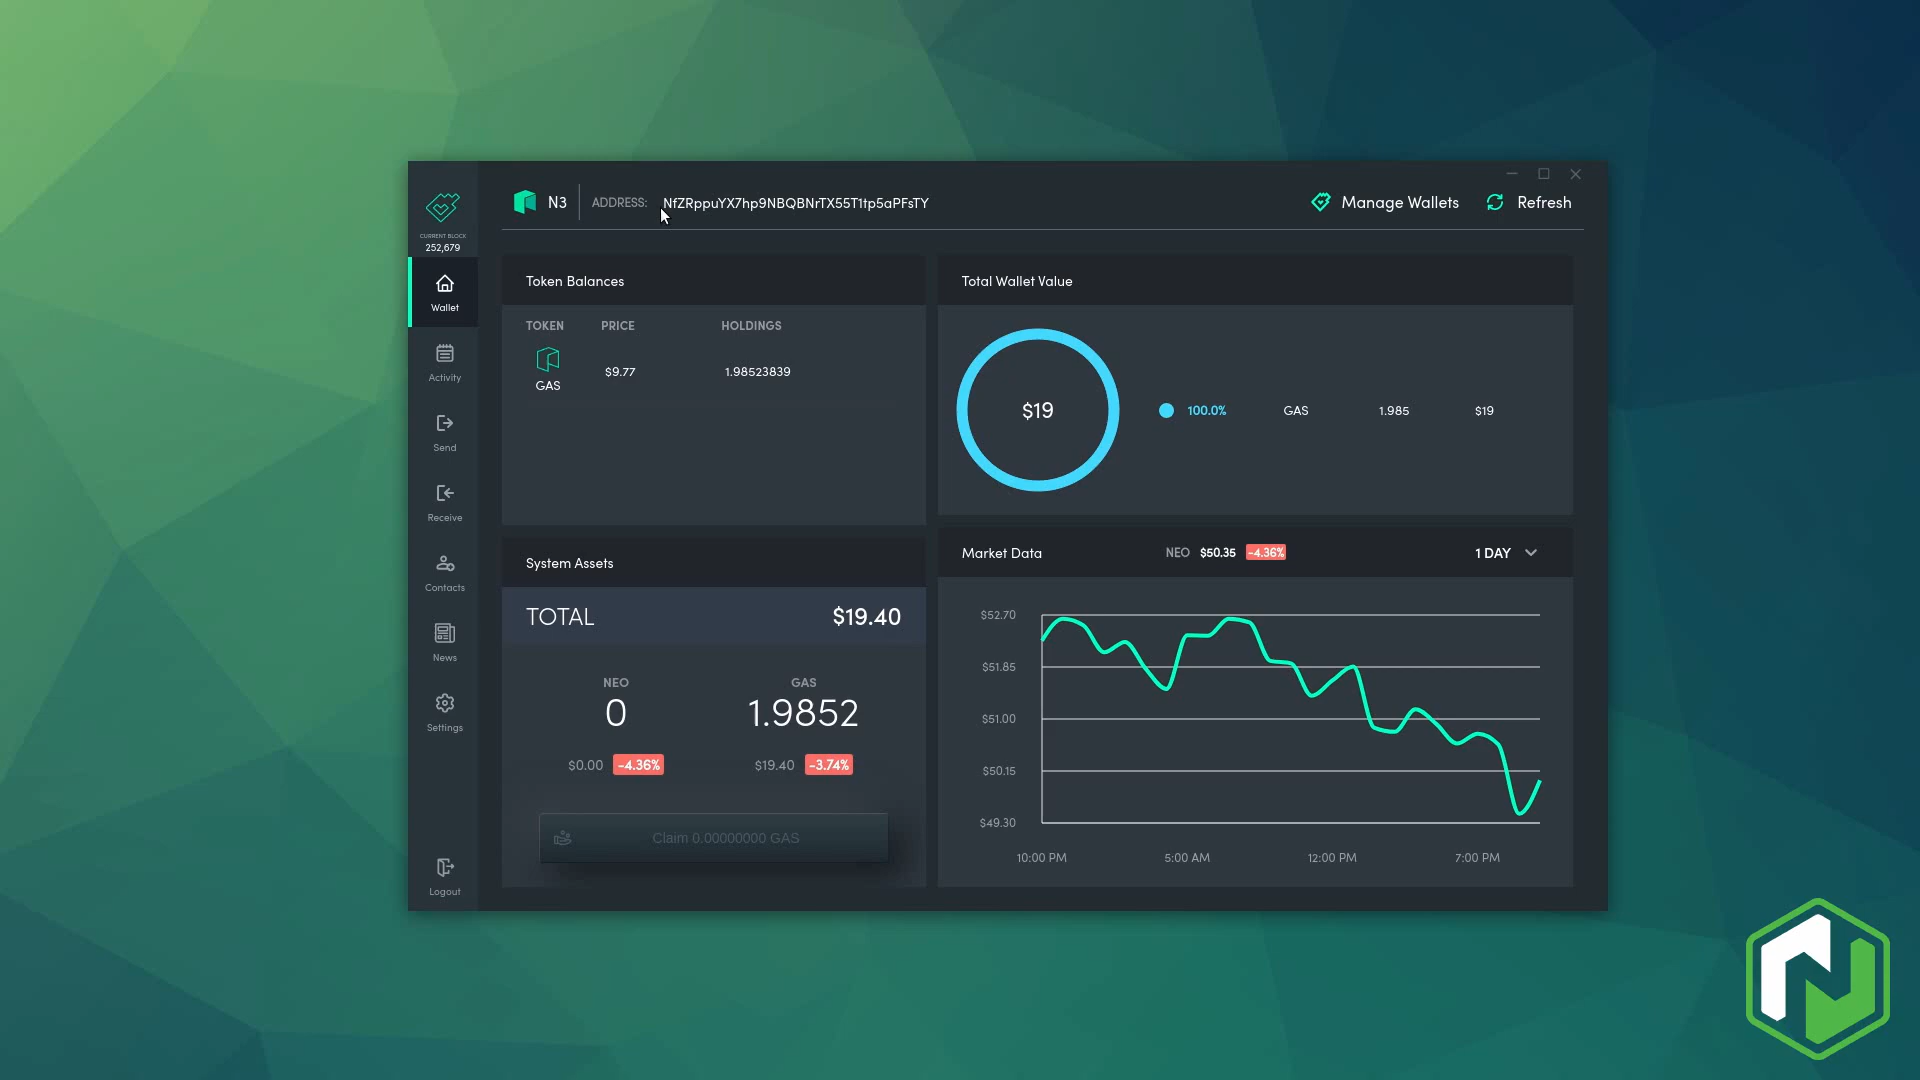 CURRENT BLOCK
252,679
Wallet
Activity
Send
Receive
Contacts
News
Settings
Logout
N3 ADDRESS: NfZRppuYX7hp9NBQBNrTX55T1tp5aPFsTY
Manage Wallets Refresh
Token Balances
TOKEN PRICE HOLDINGS
GAS $9.77 1.98523839
Total Wallet Value
$19
100.0% GAS 1.985 $19
System Assets
TOTAL $19.40
NEO GAS
0 1.9852
$0.00 -4.36% $19.40 -3.74%
Claim 0.00000000 GAS
Market Data NEO $50.35 -4.36% 1 DAY
$52.70
$51.85
$51.00
$50.15
$49.30
10:00 PM 5:00 AM 12:00 PM 7:00 PM